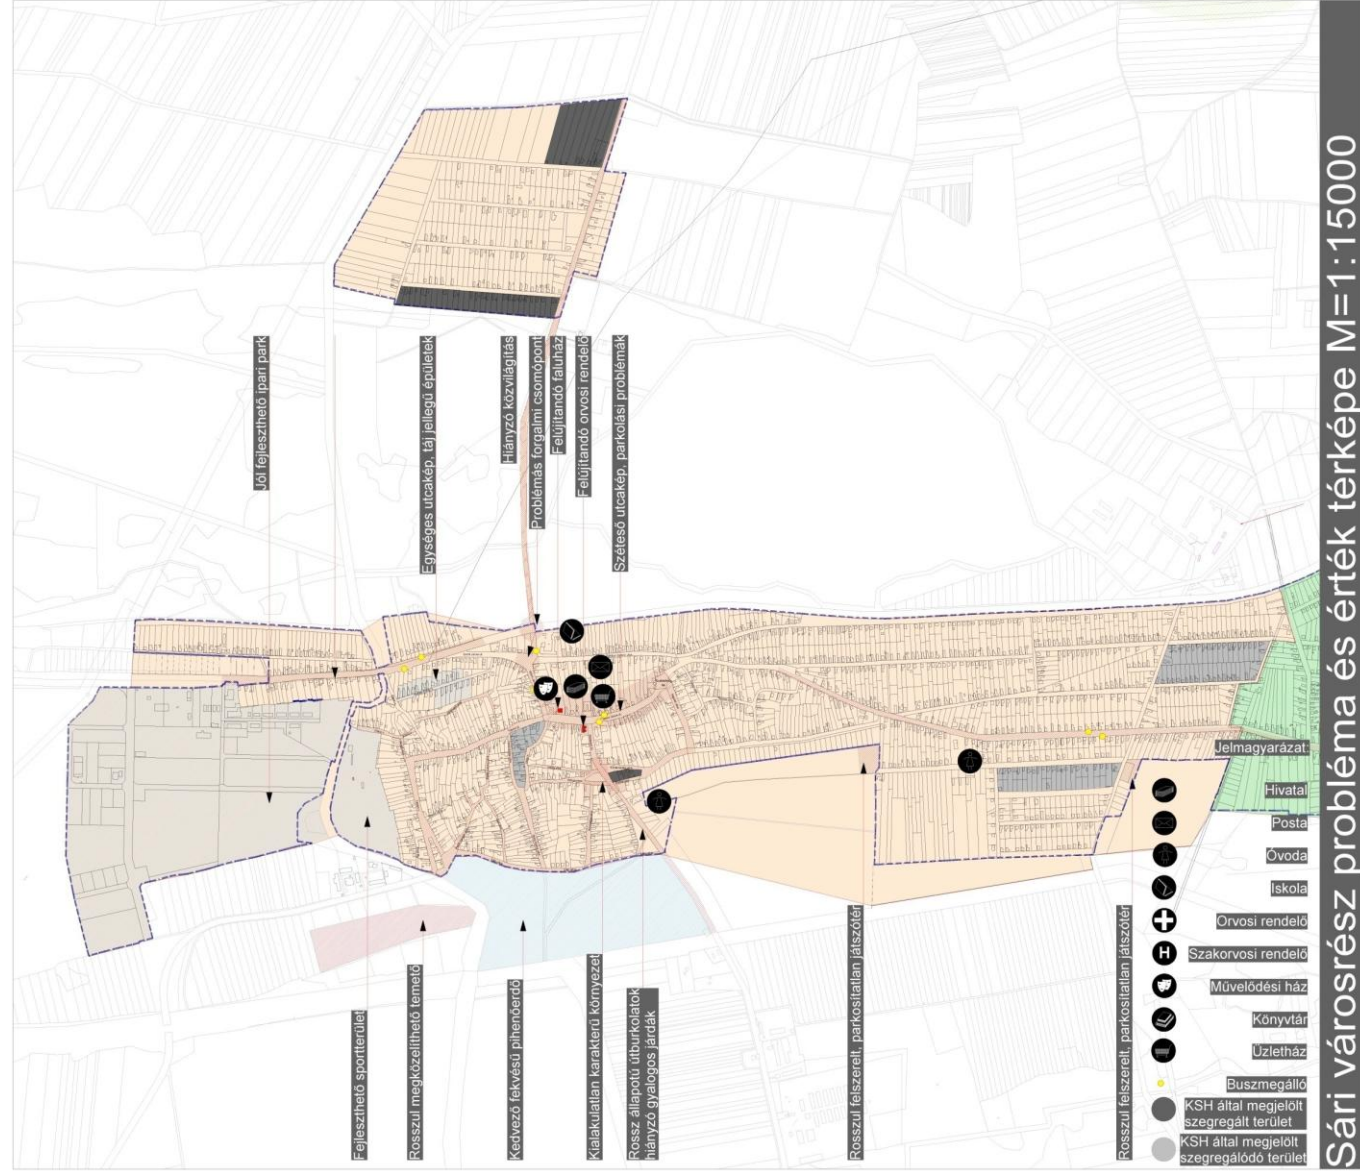 Sári városrész probléma és érték térképe M=1:15000
Jól fejleszthető ipari park
Egységes utcakép, táj jellegű épületek
Hiányzó közvilágítás
Problémás forgalmi csomópont
Felújítandó faluház
Felújítandó orvosi rendelő
Széteső utcakép, parkolási problémák
Fejleszthető sportterület
Rosszul megközelíthető temető
Kedvező fekvésű pihenőerdő
Kialakulatlan karakterű környezet
Rossz állapotú útburkolatok
hiányzó gyalogos járdák
Rosszul felszerelt, parkosítatlan játszótér
Rosszul felszerelt, parkosítatlan játszótér
Jelmagyarázat:
Hivatal
Posta
Óvoda
Iskola
Orvosi rendelő
H Szakorvosi rendelő
Művelődési ház
Könyvtár
Üzletház
Buszmegálló
KSH által megjelölt
szegregált terület
KSH által megjelölt
szegregálódó terület